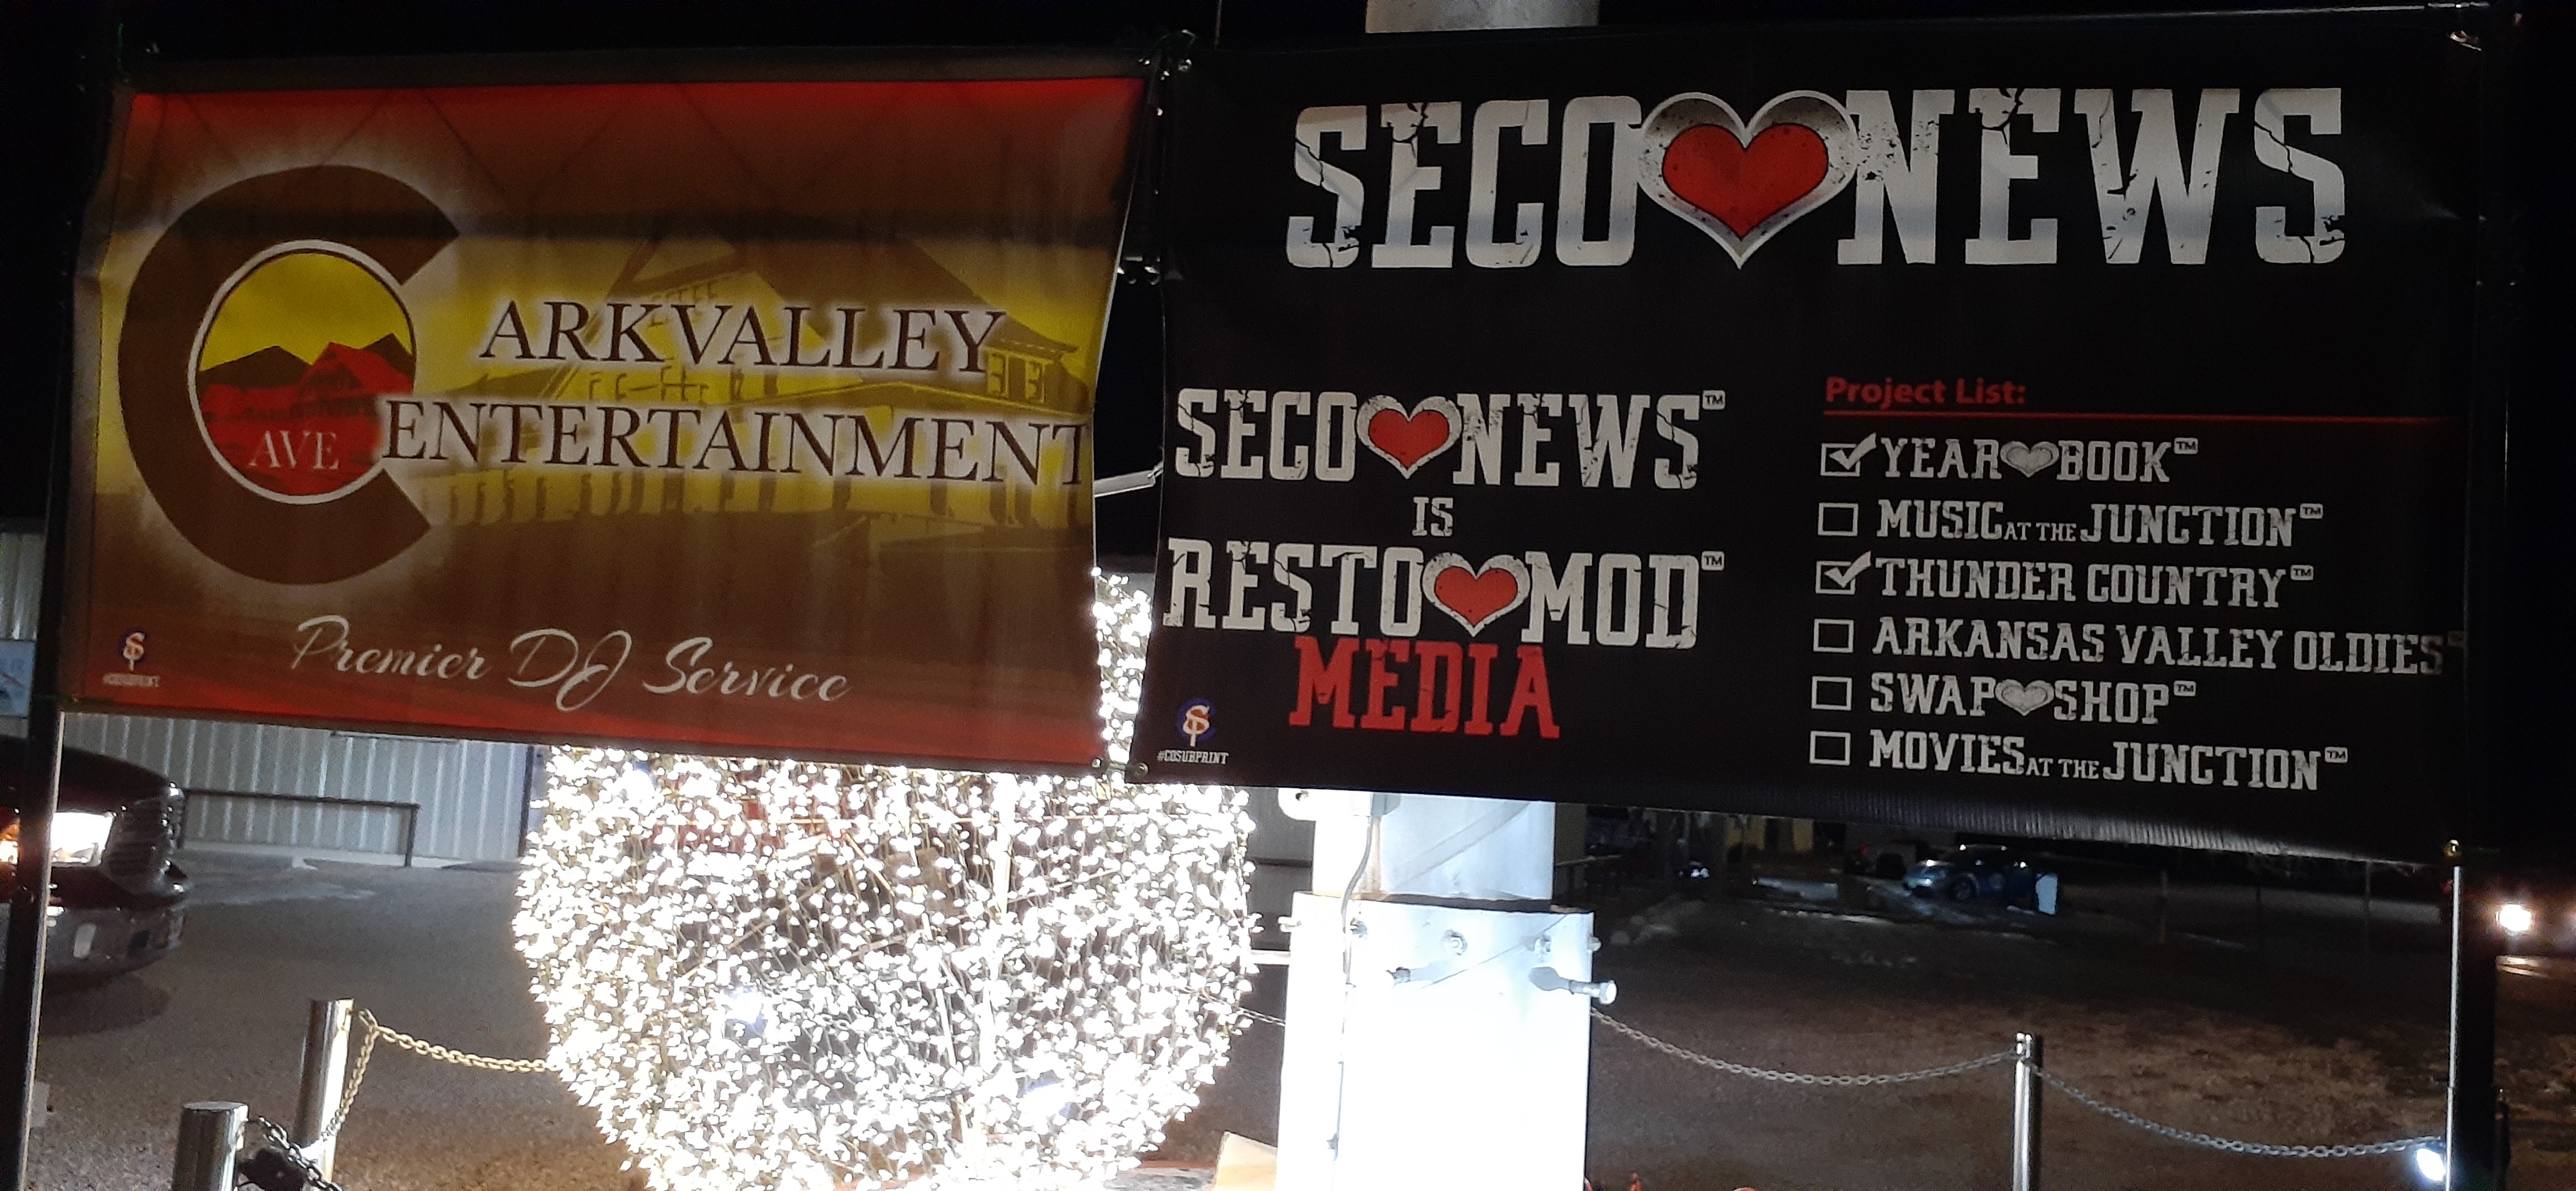 ARKVALLEY
ENTERTAINMENT
AVE
Premier DJ Service
#COSUBPRINT
SECO NEWS
SECO NEWS™
IS
RESTO MOD™
MEDIA
#COSUBPRINT
Project List:
YEAR BOOK™
MUSIC AT THE JUNCTION™
THUNDER COUNTRY™
ARKANSAS VALLEY OLDIES™
SWAP SHOP™
MOVIES AT THE JUNCTION™